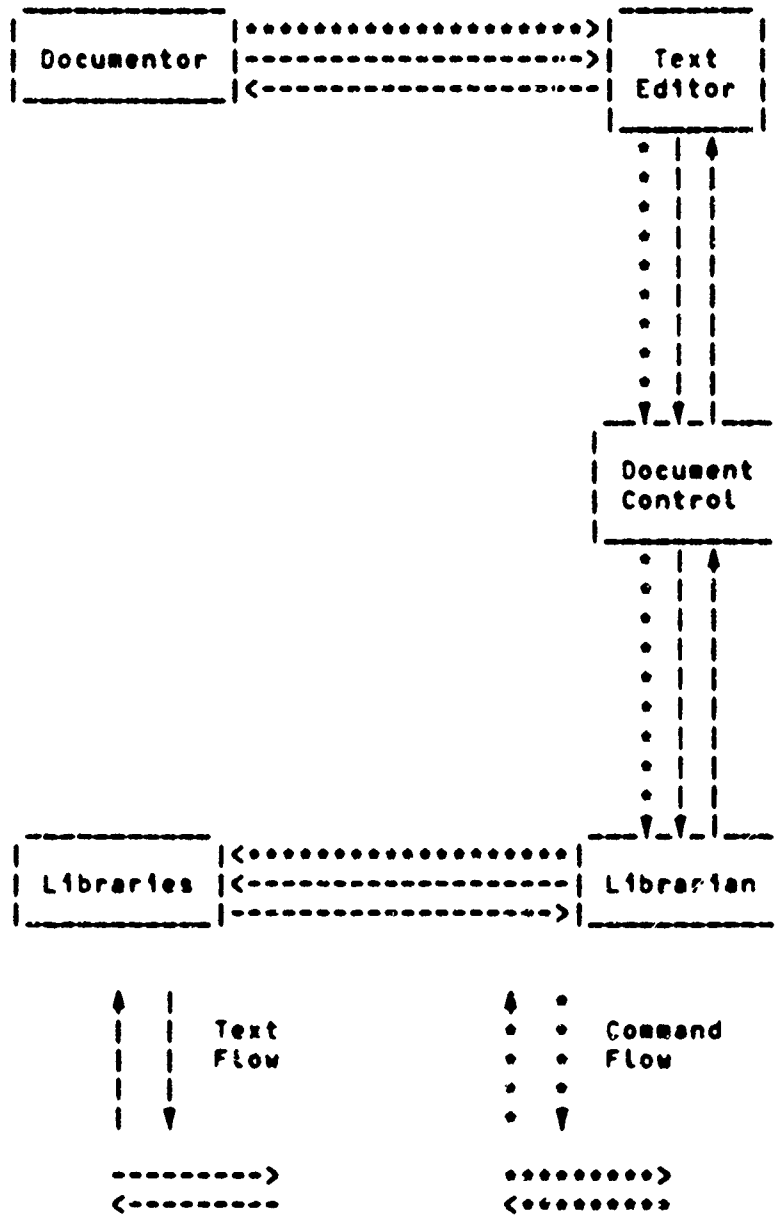 Documentor
Text
Editor
Document
Control
Libraries
Librarian
Text
Flow
Command
Flow